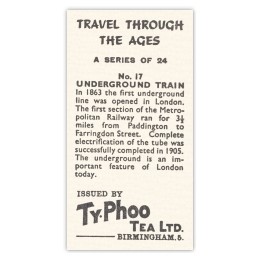 TRAVEL THROUGH
THE AGES
A SERIES OF 24
No. 17
UNDERGROUND TRAIN
In 1863 the first underground
line was opened in London.
The first section of the Metro-
politan Railway ran for 3¾
miles from Paddington to
Farringdon Street. Complete
electrification of the tube was
successfully completed in 1905.
The underground is an im-
portant feature of London
today.
ISSUED BY
Ty.Phoo
TEA LTD.
BIRMINGHAM.5.